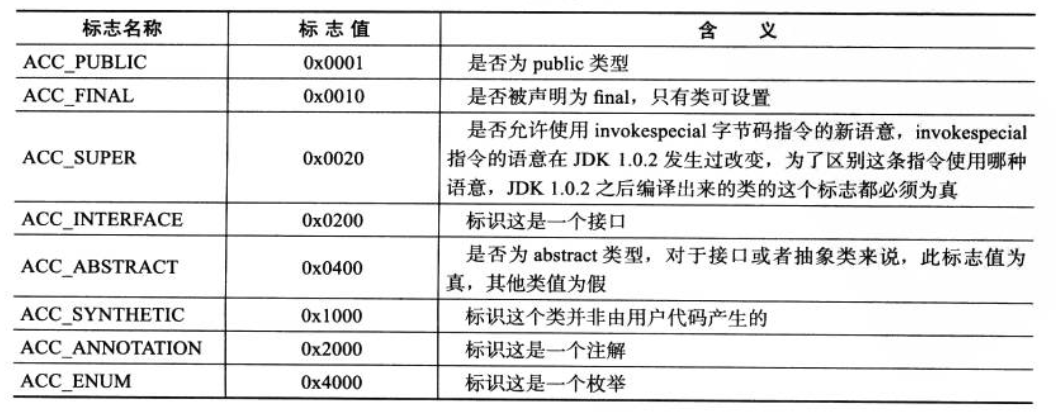 标志名称 标志值 含 义
ACC_PUBLIC 0x0001 是否为 public 类型
ACC_FINAL 0x0010 是否被声明为 final，只有类可设置
是否允许使用 invokespecial 字节码指令的新语意，invokespecial
ACC_SUPER 0x0020 指令的语意在 JDK 1.0.2 发生过改变，为了区别这条指令使用哪种
语意，JDK 1.0.2 之后编译出来的类的这个标志都必须为真
ACC_INTERFACE 0x0200 标识这是一个接口
是否为 abstract 类型，对于接口或者抽象类来说，此标志值为
ACC_ABSTRACT 0x0400 真，其他类值为假
ACC_SYNTHETIC 0x1000 标识这个类并非由用户代码产生的
ACC_ANNOTATION 0x2000 标识这是一个注解
ACC_ENUM 0x4000 标识这是一个枚举